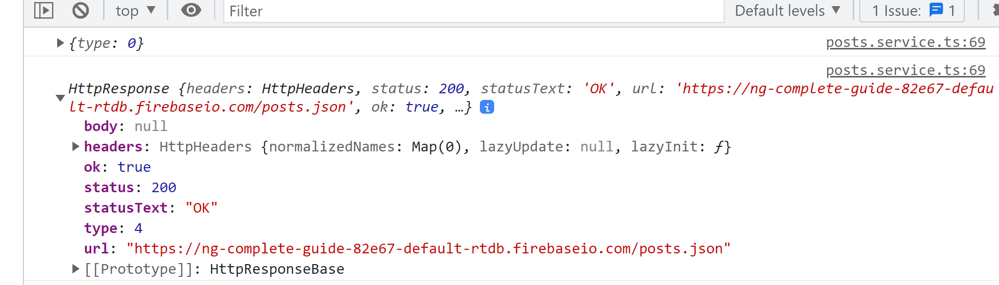 top Filter Default levels 1 Issue: 1
{type: 0} posts.service.ts:69
posts.service.ts:69
HttpResponse {headers: HttpHeaders, status: 200, statusText: 'OK', url: 'https://ng-complete-guide-82e67-defau
lt-rtdb.firebaseio.com/posts.json', ok: true, …} i
body: null
headers: HttpHeaders {normalizedNames: Map(0), lazyUpdate: null, lazyInit: ƒ}
ok: true
status: 200
statusText: "OK"
type: 4
url: "https://ng-complete-guide-82e67-default-rtdb.firebaseio.com/posts.json"
[[Prototype]]: HttpResponseBase